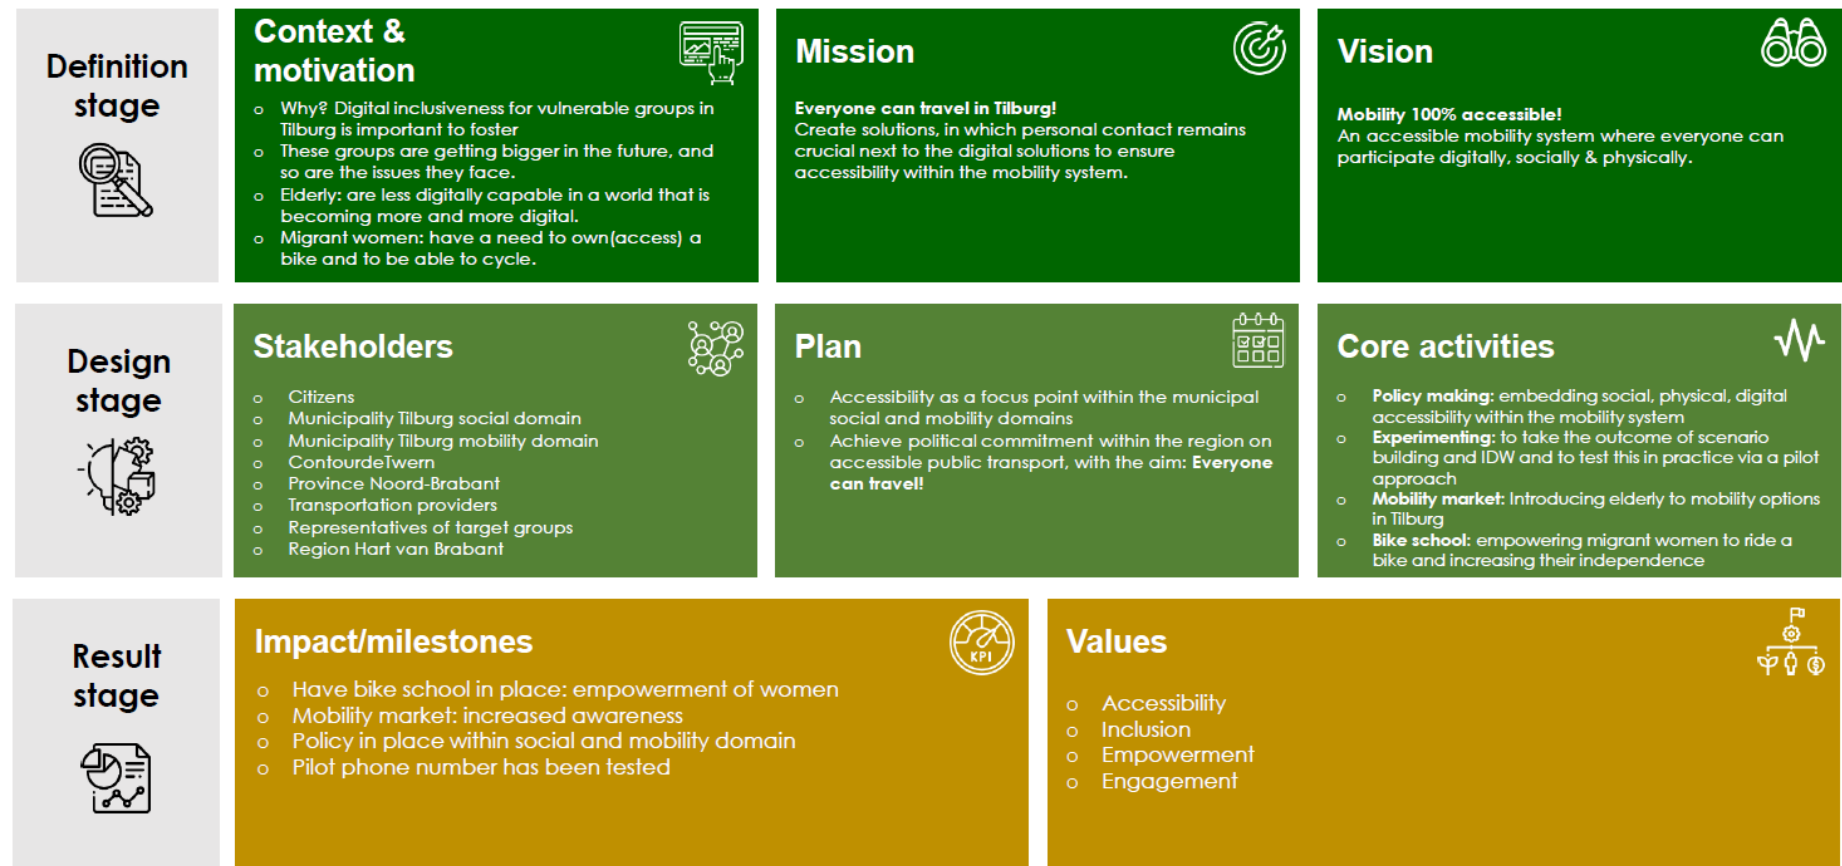 Definition
stage
Context &
motivation
o Why? Digital inclusiveness for vulnerable groups in
Tilburg is important to foster
o These groups are getting bigger in the future, and
so are the issues they face.
o Elderly: are less digitally capable in a world that is
becoming more and more digital.
o Migrant women: have a need to own(access) a
bike and to be able to cycle.
Mission
Everyone can travel in Tilburg!
Create solutions, in which personal contact remains
crucial next to the digital solutions to ensure
accessibility within the mobility system.
Vision
Mobility 100% accessible!
An accessible mobility system where everyone can
participate digitally, socially & physically.
Design
stage
Stakeholders
o Citizens
o Municipality Tilburg social domain
o Municipality Tilburg mobility domain
o ContourdeTwern
o Province Noord-Brabant
o Transportation providers
o Representatives of target groups
o Region Hart van Brabant
Plan
o Accessibility as a focus point within the municipal
social and mobility domains
o Achieve political commitment within the region on
accessible public transport, with the aim: Everyone
can travel!
Core activities
o Policy making: embedding social, physical, digital
accessibility within the mobility system
o Experimenting: to take the outcome of scenario
building and IDW and to test this in practice via a pilot
approach
o Mobility market: Introducing elderly to mobility options
in Tilburg
o Bike school: empowering migrant women to ride a
bike and increasing their independence
Result
stage
Impact/milestones
KPI
o Have bike school in place: empowerment of women
o Mobility market: increased awareness
o Policy in place within social and mobility domain
o Pilot phone number has been tested
Values
o Accessibility
o Inclusion
o Empowerment
o Engagement